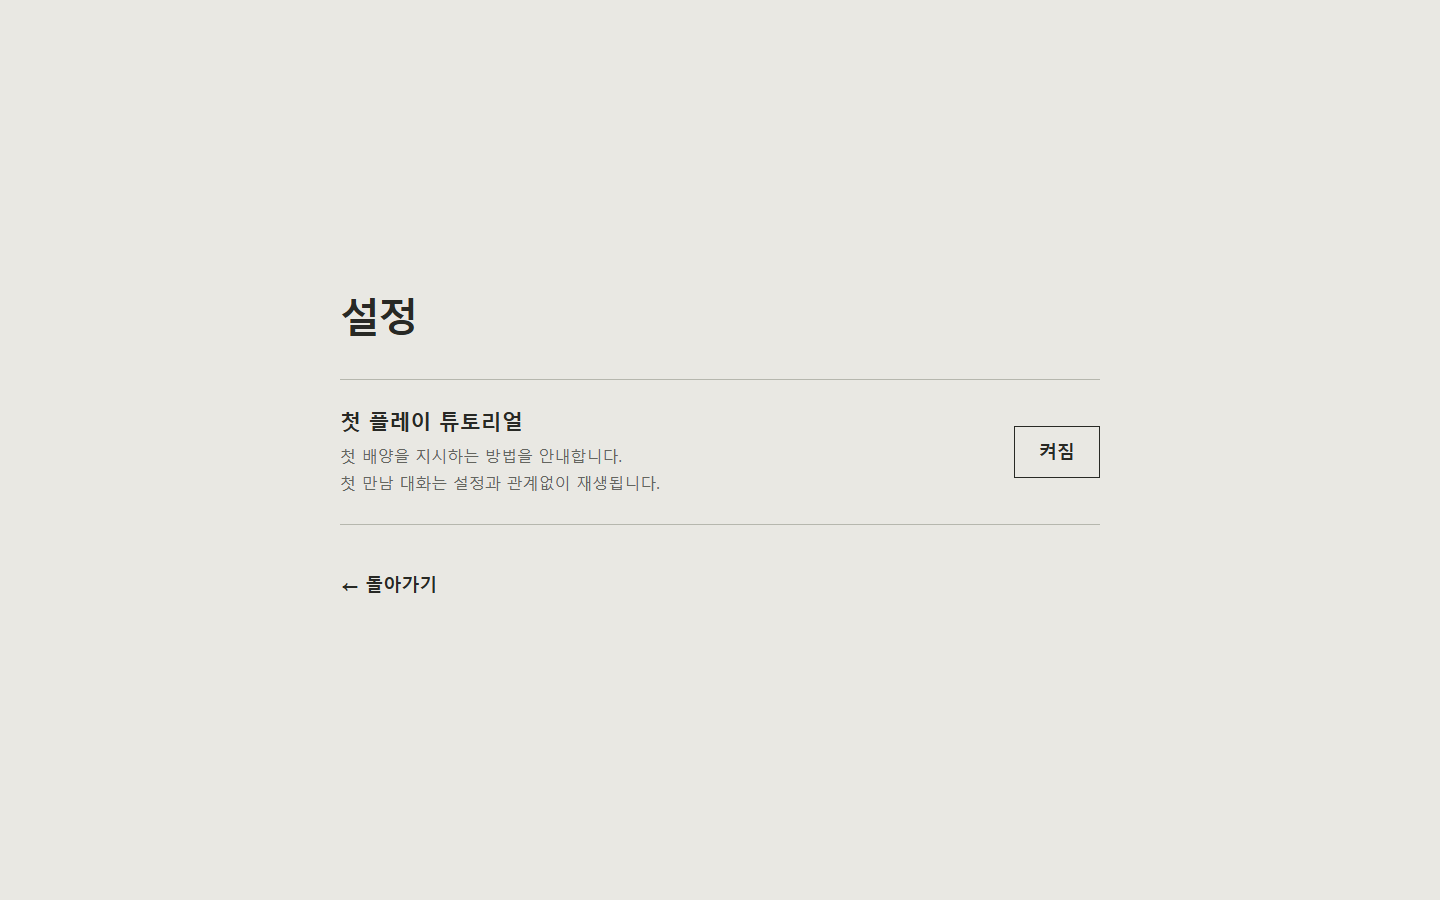 설정
첫 플레이 튜토리얼
첫 배양을 지시하는 방법을 안내합니다.
첫 만남 대화는 설정과 관계없이 재생됩니다.
켜짐
← 돌아가기